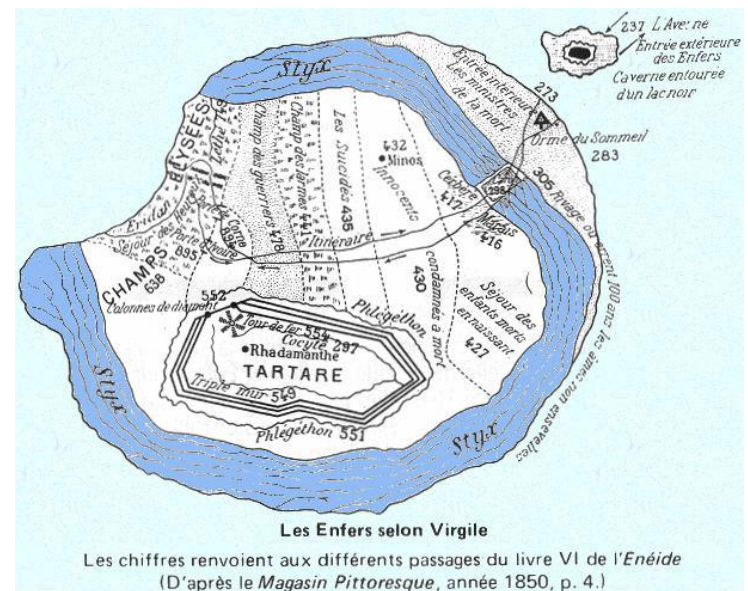 237 L'Averne
Entrée extérieure
des Enfers
Caverne entourée
d'un lac noir
Styx
Entrée intérieure
Les ministres
de la mort
273
Orme du Sommeil
283
305 Rivage où errent 100 ans les âmes non ensevelies
298
Marais
416
Cerbère
417
432
Minos
Innocents
condamnés à mort
430
Séjour des
enfants morts
en naissant
427
Les Suicidés 435
Champ des larmes 441
Champ des guerriers 478
Itinéraire
Léthé
Eridan
Séjour des Heureux
Porte d'Ivoire
895
Corne
894
CHAMPS
ELYSÉES
638
552
Colonnes de diamant
Tour de fer 554
Cocyte 297
Rhadamanthe
TARTARE
Triple mur 549
Phlégéthon
Phlégéthon 551
Styx
Styx
Les Enfers selon Virgile
Les chiffres renvoient aux différents passages du livre VI de l'Enéide
(D'après le Magasin Pittoresque, année 1850, p. 4.)